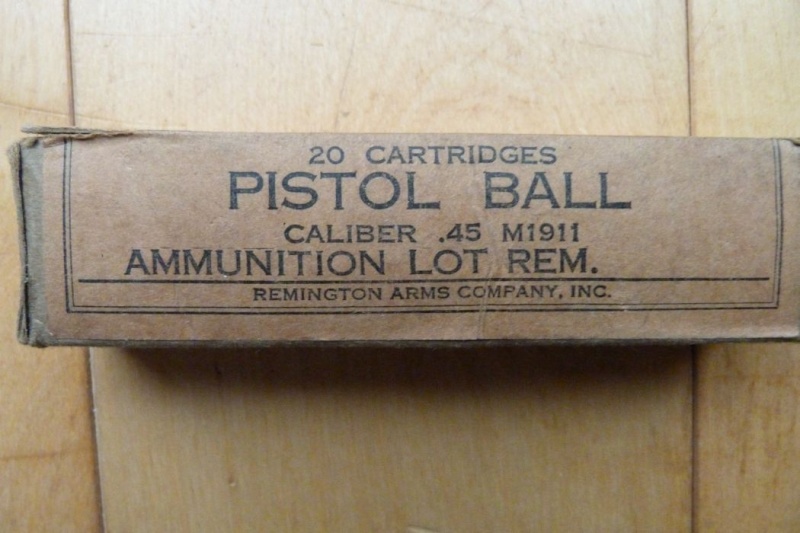 20 CARTRIDGES
PISTOL BALL
CALIBER .45 M1911
AMMUNITION LOT REM.
REMINGTON ARMS COMPANY, INC.